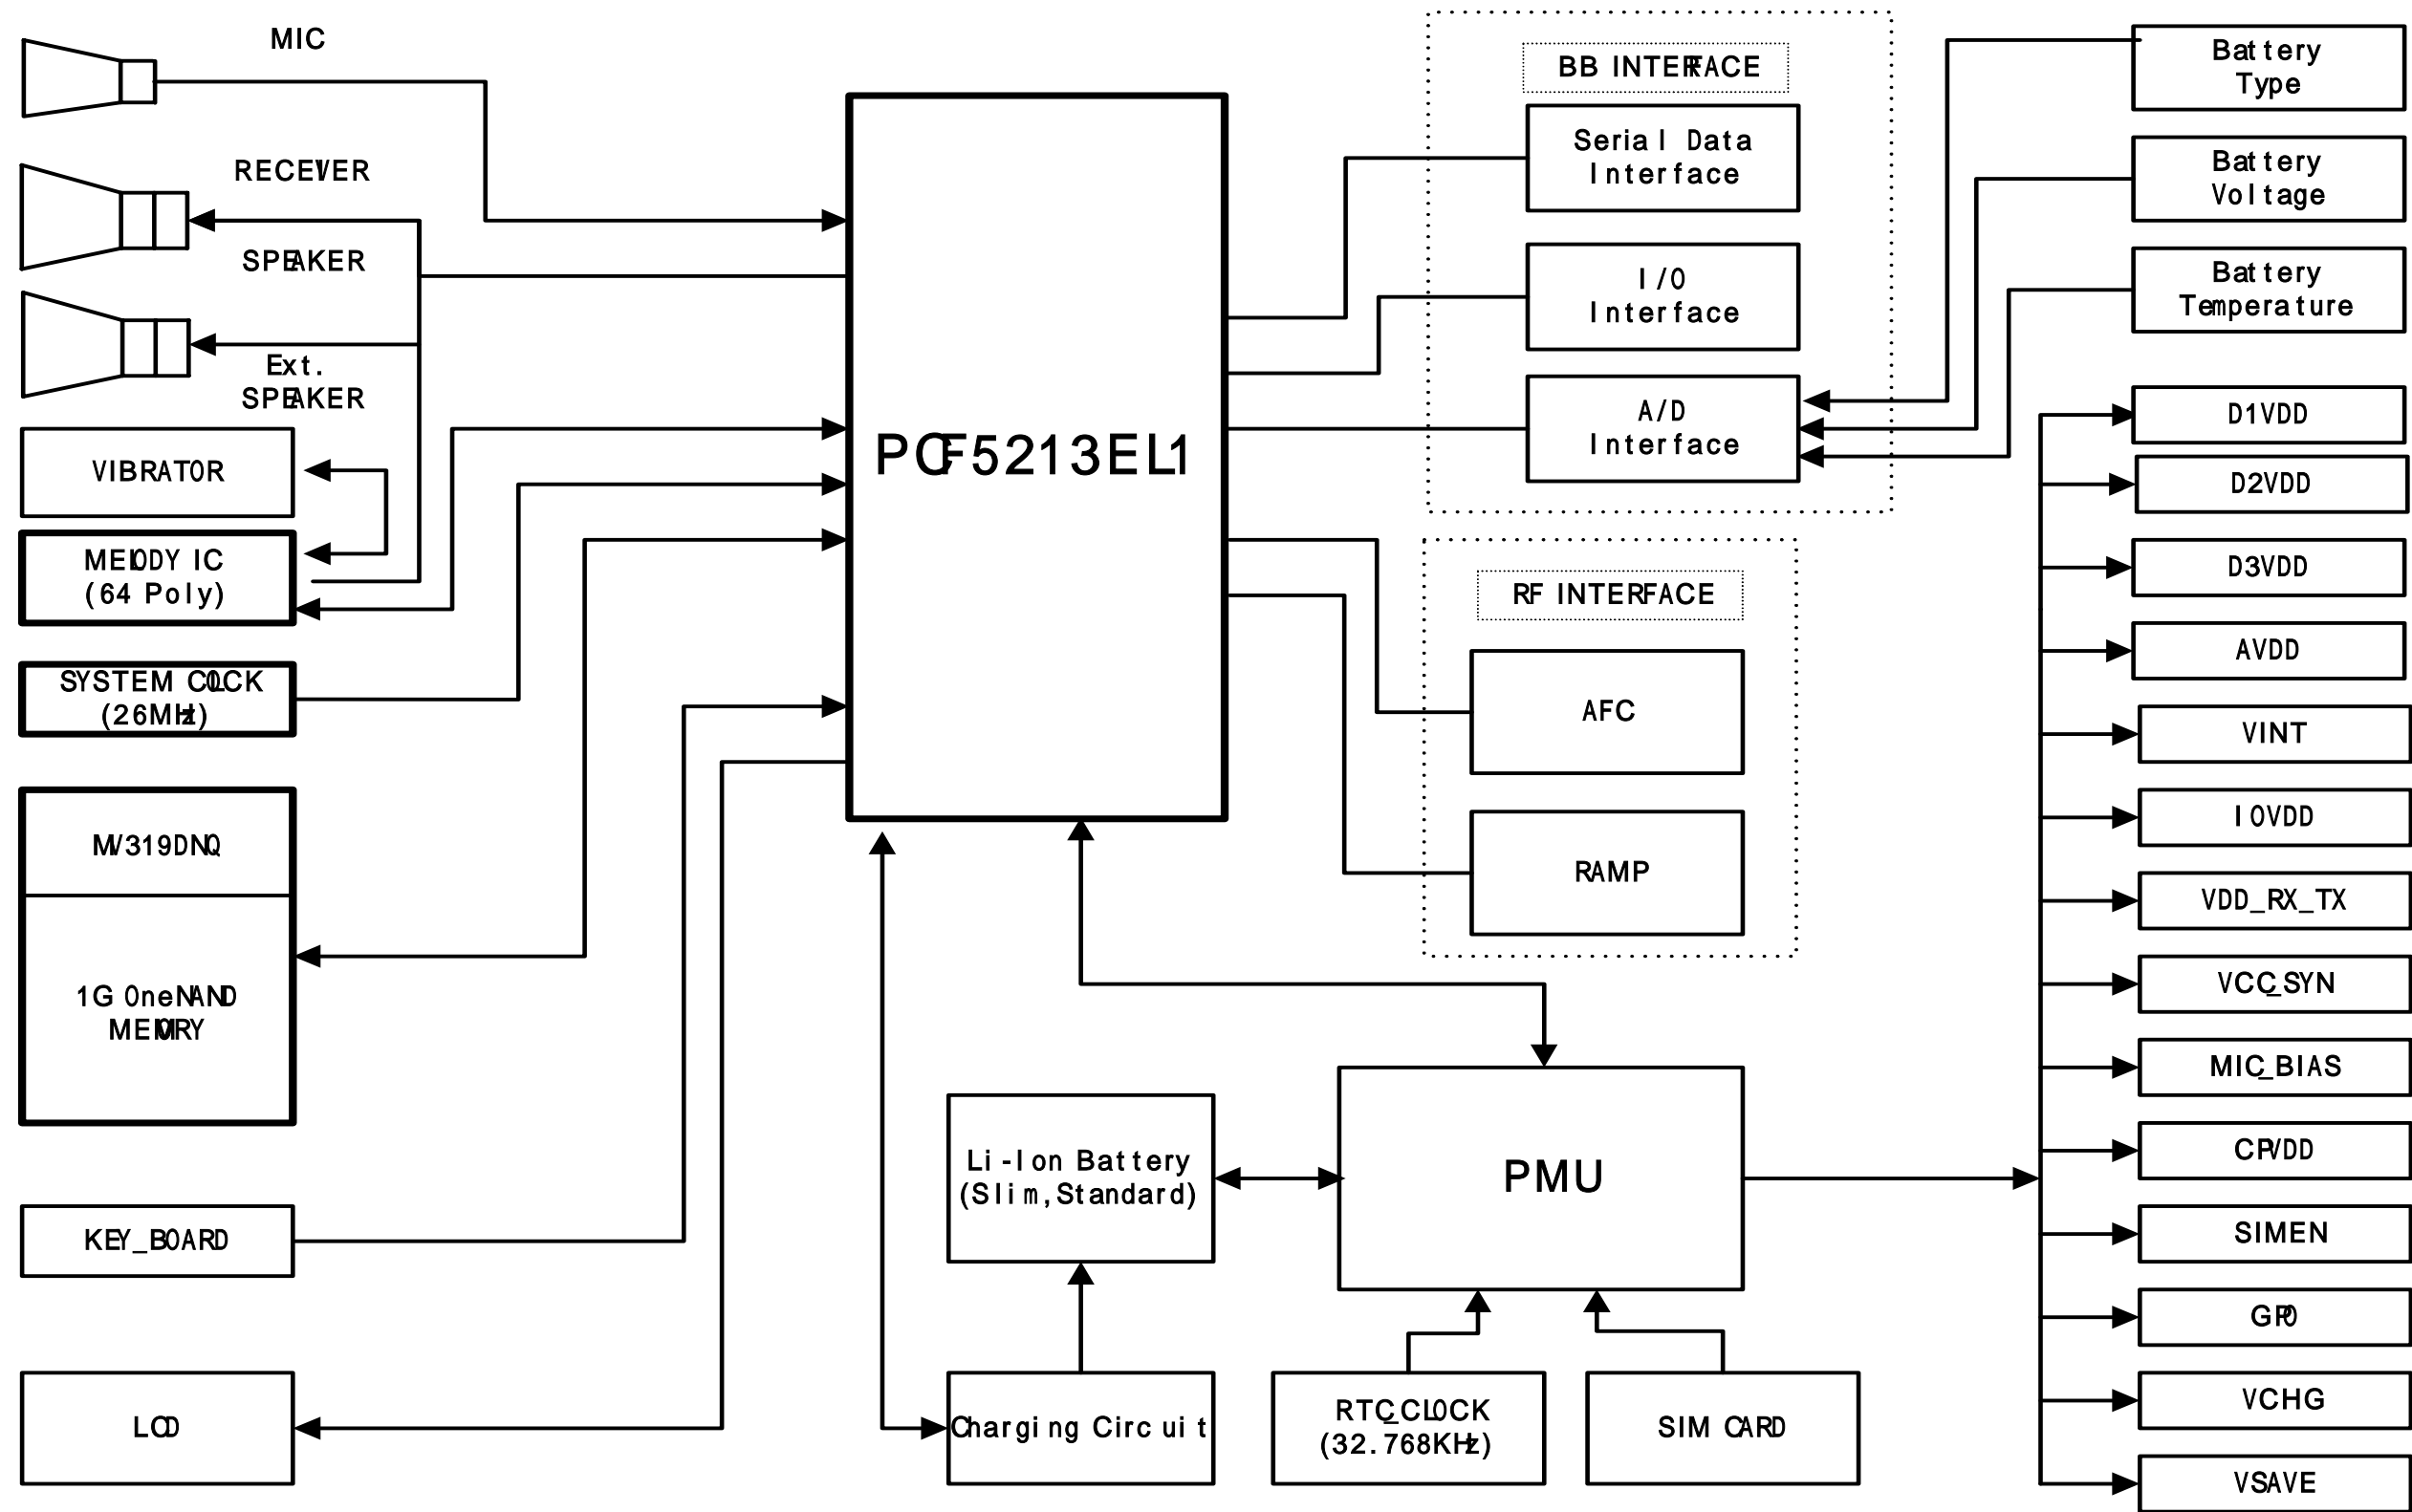 MIC
RECEIVER
SPEAKER
Ext.
SPEAKER
VIBRATOR
MELODY IC
(64 Poly)
SYSTEM CLOCK
(26MHz)
MV319DNQ
1G OneNAND
MEMORY
KEY_BOARD
LCD
PCF5213EL1
BB INTERFACE
Serial Data
Interface
I/O
Interface
A/D
Interface
RF INTERFACE
AFC
RAMP
Li-Ion Battery
(Slim,Standard)
PMU
Charging Circuit
RTC_CLOCK
(32.768KHz)
SIM CARD
Battery
Type
Battery
Voltage
Battery
Temperature
D1VDD
D2VDD
D3VDD
AVDD
VINT
IOVDD
VDD_RX_TX
VCC_SYN
MIC_BIAS
CPVDD
SIMEN
GPO
VCHG
VSAVE